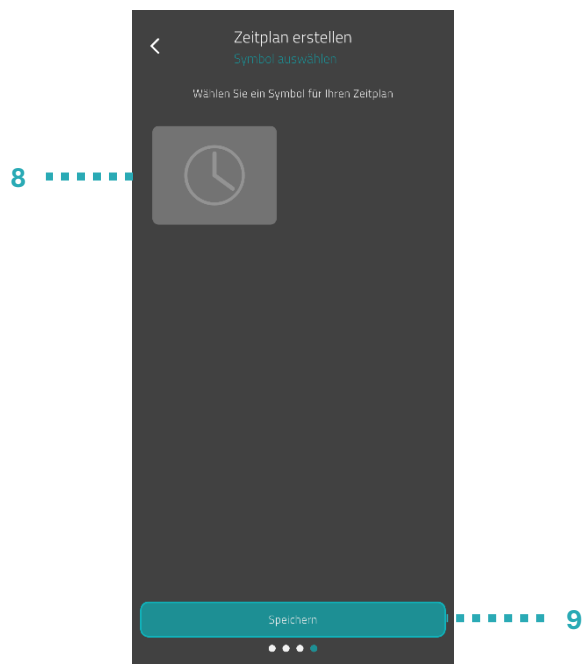 Zeitplan erstellen
Symbol auswählen
Wählen Sie ein Symbol für Ihren Zeitplan
8
Speichern
9